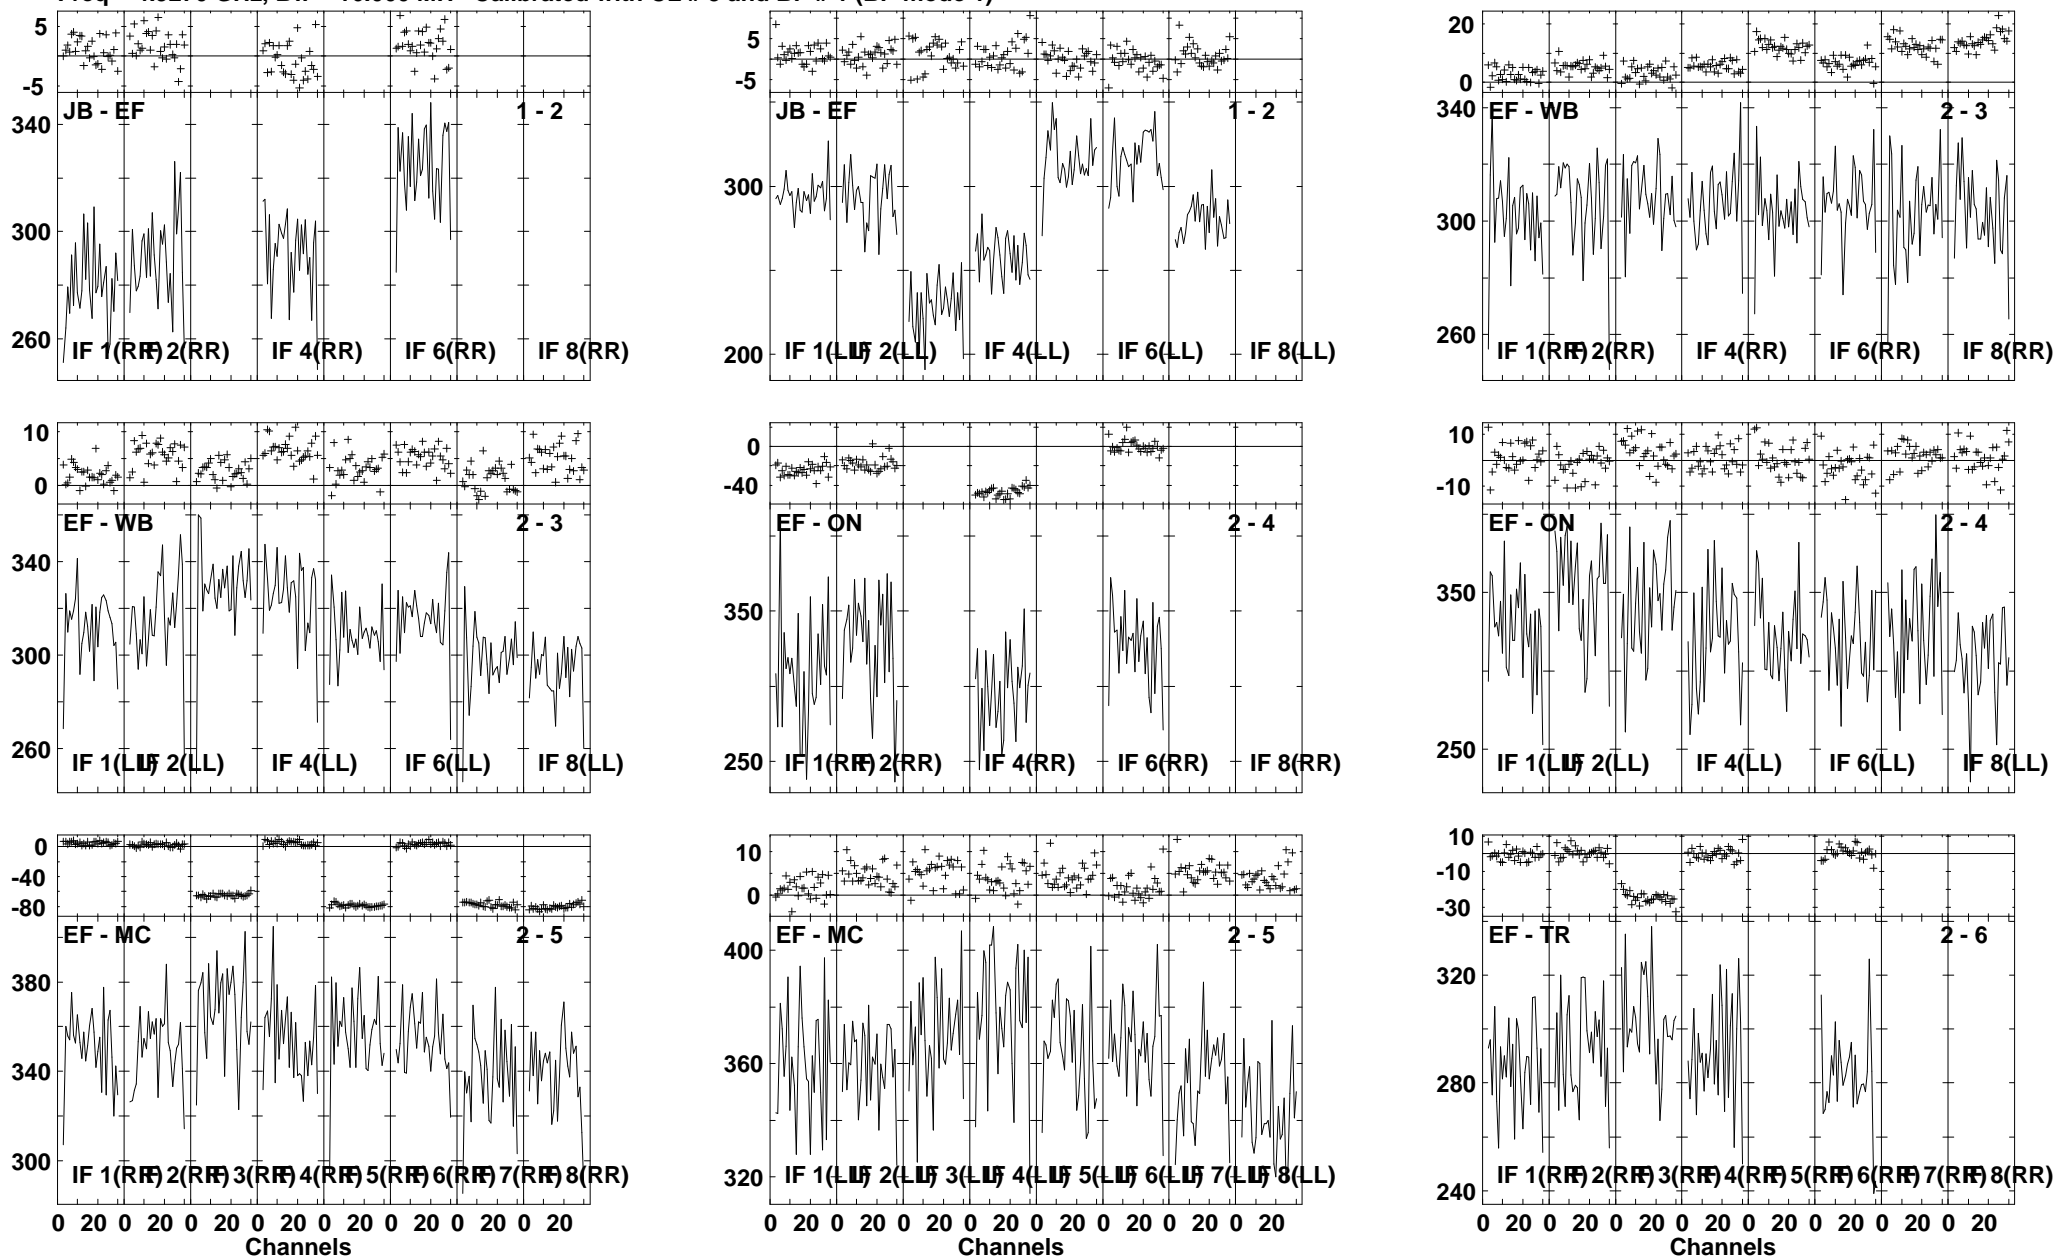 5
-5
JB - EF 1 - 2
340
300
260
IF 1(RR) IF 2(RR) IF 4(RR) IF 6(RR) IF 8(RR)
5
-5
JB - EF 1 - 2
300
200
IF 1(LL) IF 2(LL) IF 4(LL) IF 6(LL) IF 8(LL)
20
0
EF - WB 2 - 3
340
300
260
IF 1(RR) IF 2(RR) IF 4(RR) IF 6(RR) IF 8(RR)
10
0
EF - WB 2 - 3
340
300
260
IF 1(LL) IF 2(LL) IF 4(LL) IF 6(LL) IF 8(LL)
0
-40
EF - ON 2 - 4
350
250
IF 1(RR) IF 2(RR) IF 4(RR) IF 6(RR) IF 8(RR)
10
-10
EF - ON 2 - 4
350
250
IF 1(LL) IF 2(LL) IF 4(LL) IF 6(LL) IF 8(LL)
0
-40
-80
EF - MC 2 - 5
380
340
300
IF 1(RR) IF 2(RR) IF 3(RR) IF 4(RR) IF 5(RR) IF 6(RR) IF 7(RR) IF 8(RR)
0 20 0 20 0 20 0 20 0 20 0 20 0 20 0 20
Channels
10
0
EF - MC 2 - 5
400
360
320
IF 1(LL) IF 2(LL) IF 3(LL) IF 4(LL) IF 5(LL) IF 6(LL) IF 7(LL) IF 8(LL)
0 20 0 20 0 20 0 20 0 20 0 20 0 20 0 20
Channels
10
-10
-30
EF - TR 2 - 6
320
280
240
IF 1(RR) IF 2(RR) IF 3(RR) IF 4(RR) IF 5(RR) IF 6(RR) IF 7(RR) IF 8(RR)
0 20 0 20 0 20 0 20 0 20 0 20 0 20 0 20
Channels